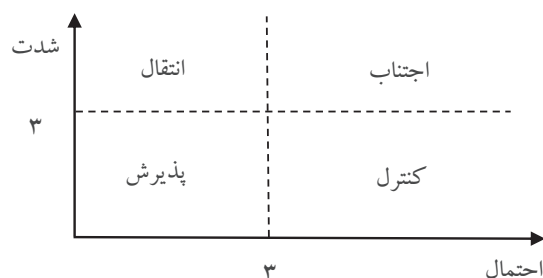 شدت
اجتناب
انتقال
۳
کنترل
پذیرش
۳
احتمال